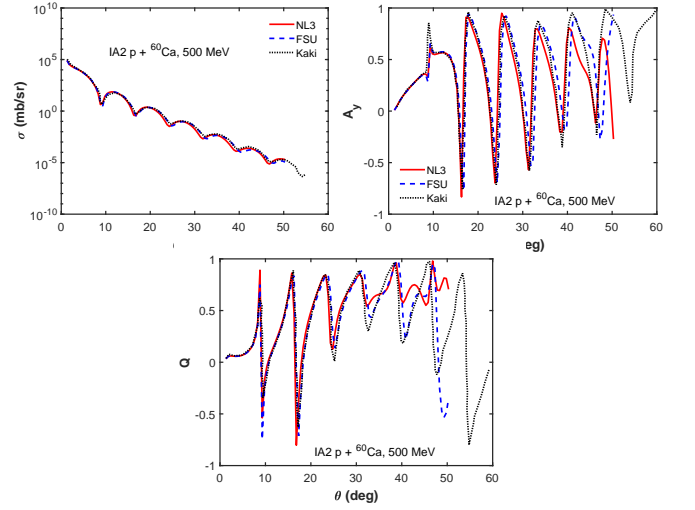 10^10
10^5
10^0
10^-5
10^-10
σ (mb/sr)
0 10 20 30 40 50 60
IA2 p + ^60Ca, 500 MeV
NL3
FSU
Kaki
1
0.5
0
-0.5
-1
A_y
0 10 20 30 40 50 60
NL3
FSU
Kaki
IA2 p + ^60Ca, 500 MeV
deg)
1
0.5
0
-0.5
-1
Q
0 10 20 30 40 50 60
IA2 p + ^60Ca, 500 MeV
θ (deg)